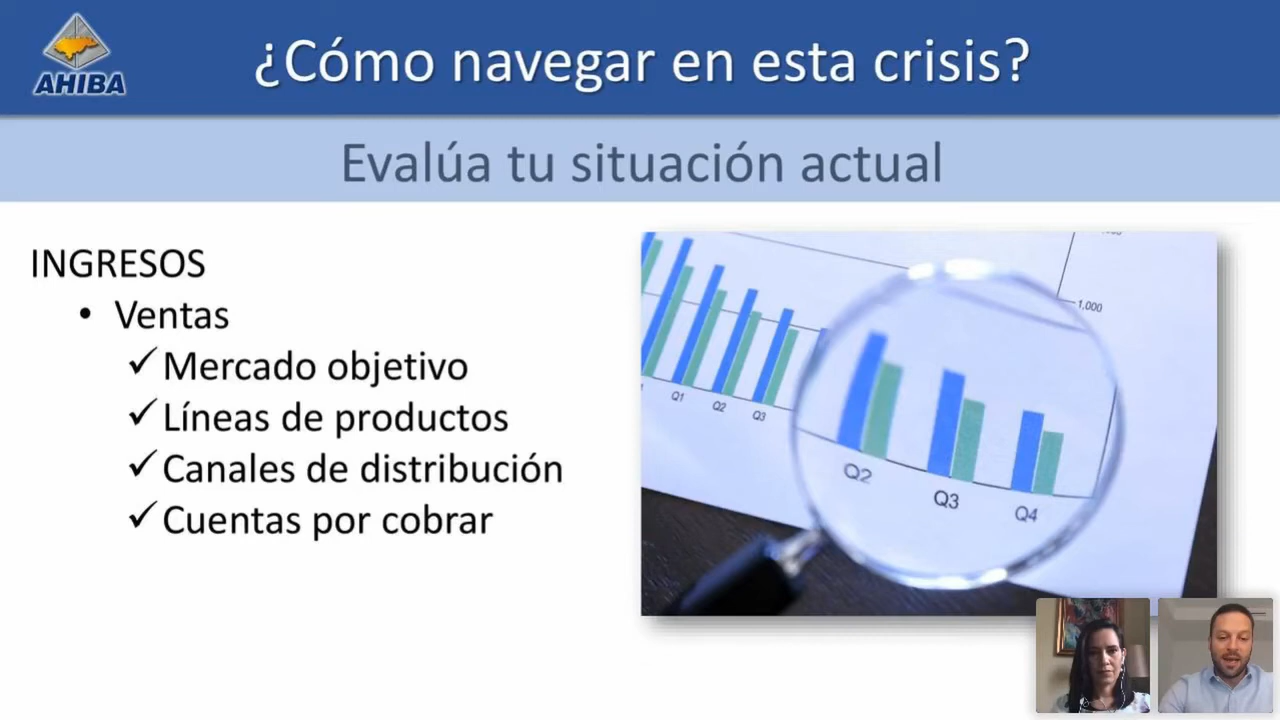 AHIBA
¿Cómo navegar en esta crisis?
Evalúa tu situación actual
INGRESOS
• Ventas
✓Mercado objetivo
✓Líneas de productos
✓Canales de distribución
✓Cuentas por cobrar
1,000
Q1
Q2
Q3
Q2
Q3
Q4